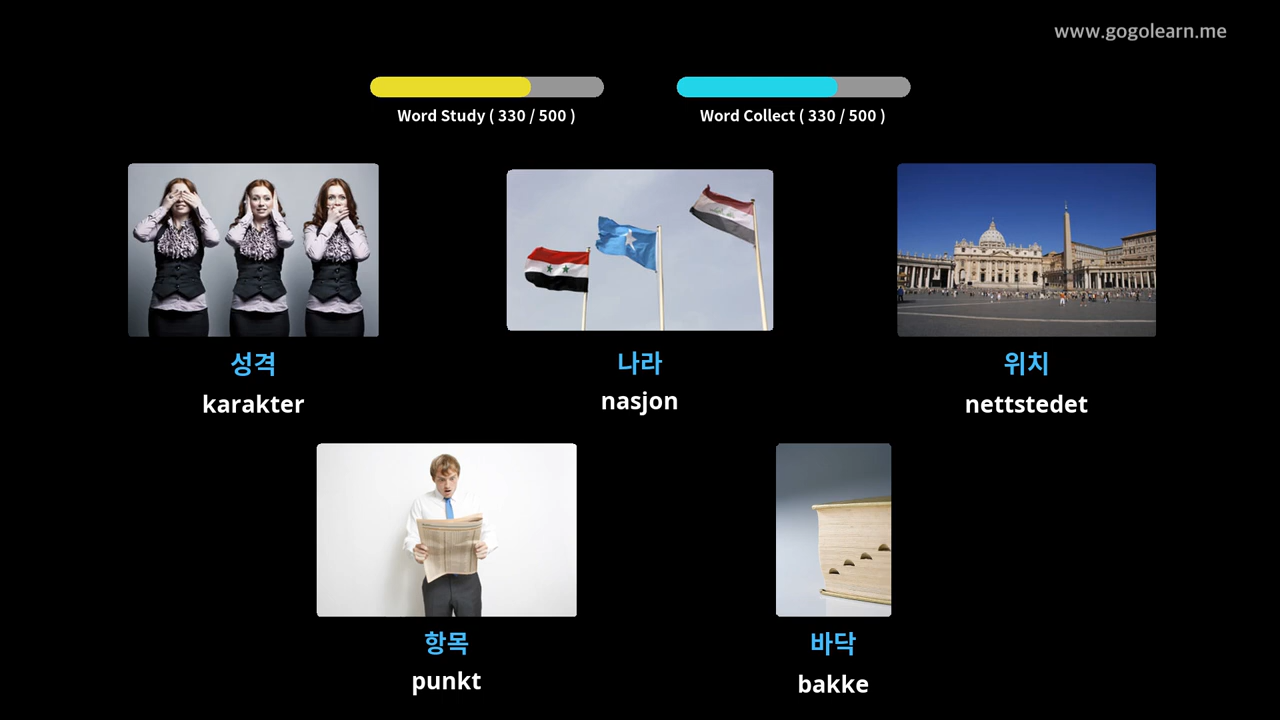 www.gogolearn.me
Word Study ( 330 / 500 )
Word Collect ( 330 / 500 )
성격
karakter
나라
nasjon
위치
nettstedet
항목
punkt
바닥
bakke